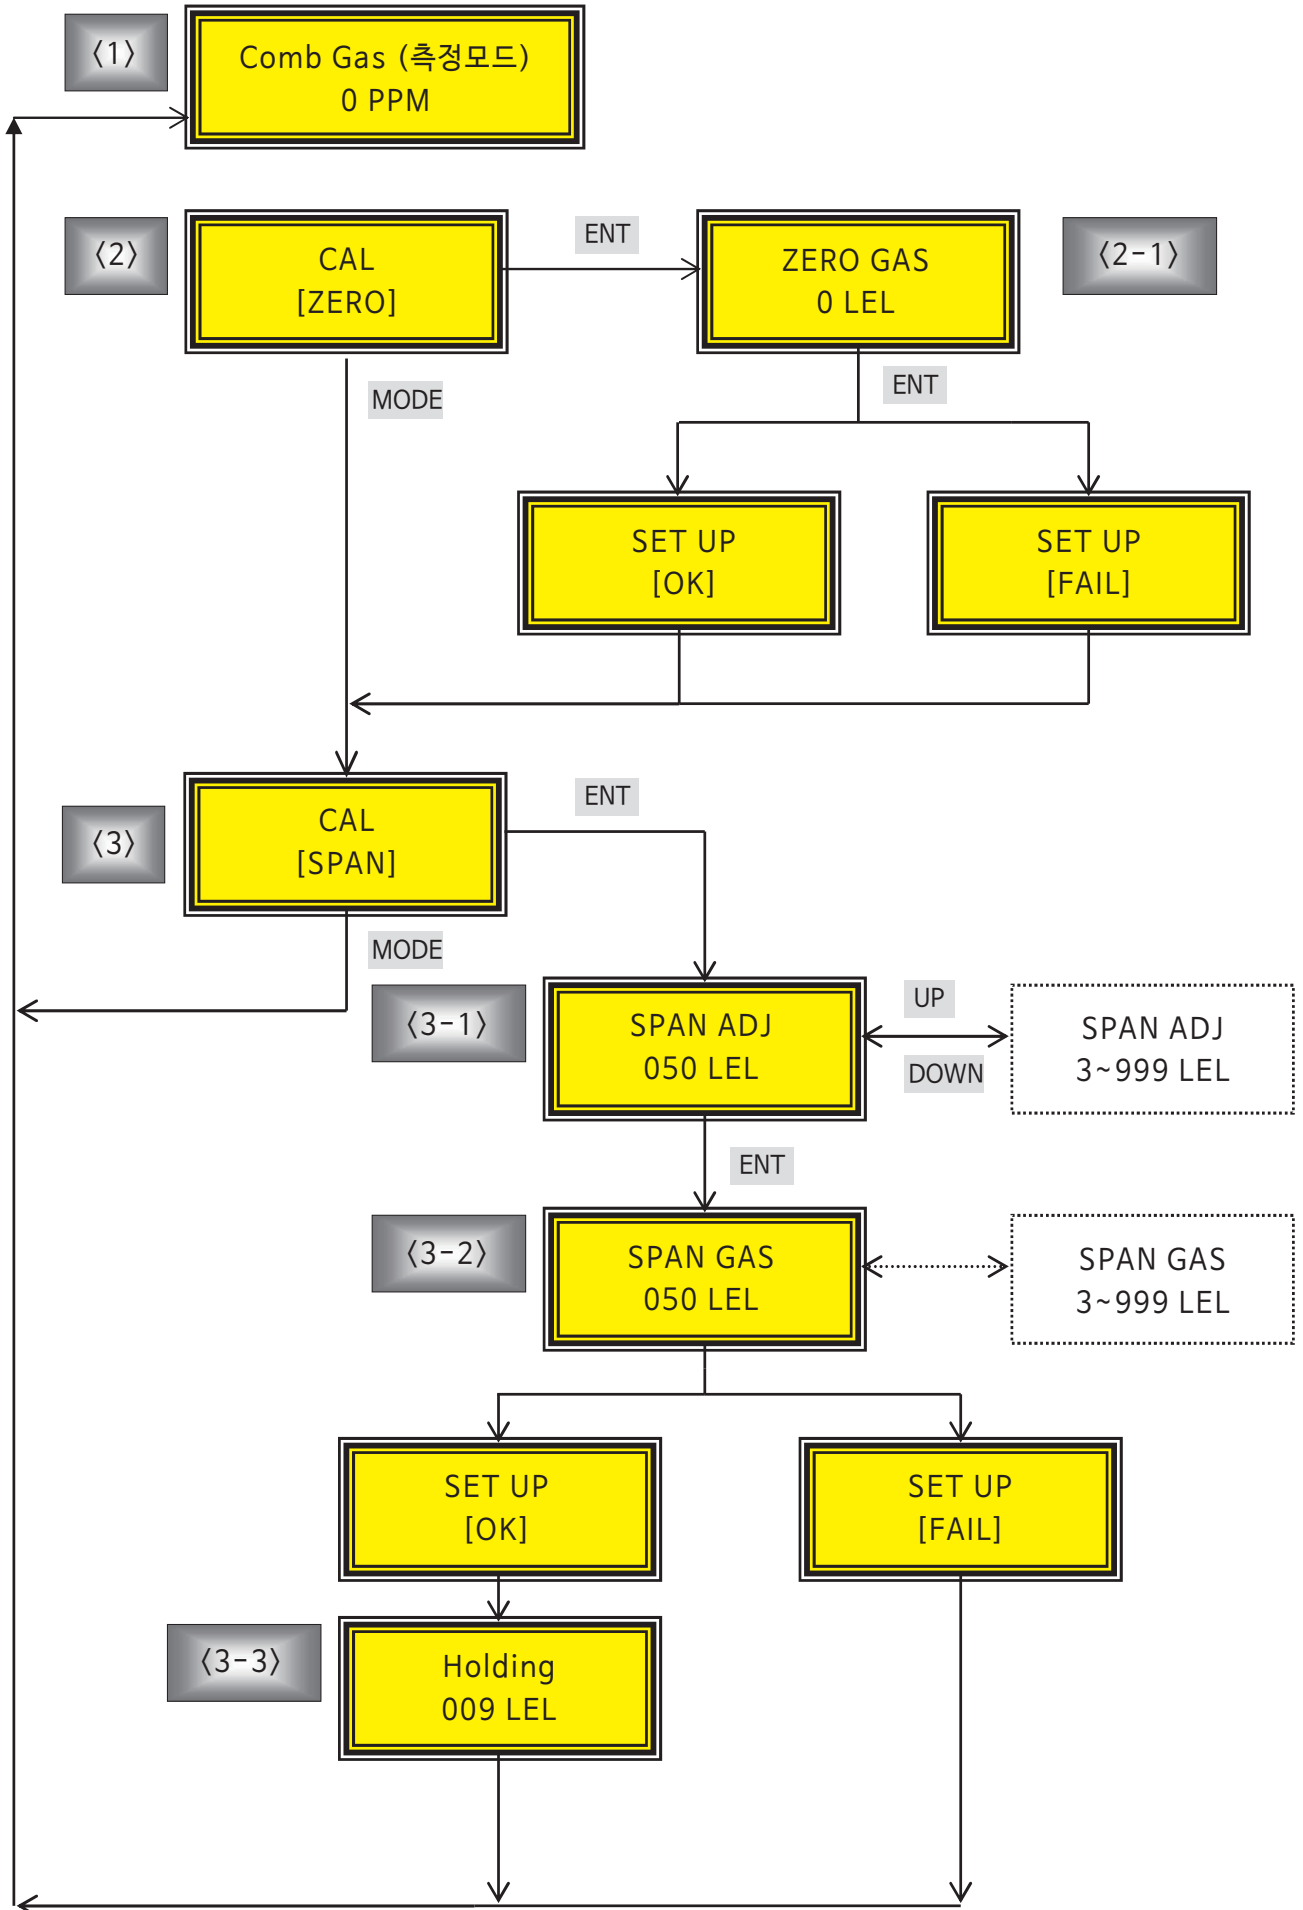 〈1〉
Comb Gas (측정모드)
0 PPM
〈2〉
CAL
[ZERO]
ENT
ZERO GAS
0 LEL
〈2-1〉
MODE
ENT
SET UP
[OK]
SET UP
[FAIL]
〈3〉
CAL
[SPAN]
ENT
MODE
〈3-1〉
SPAN ADJ
050 LEL
UP
DOWN
SPAN ADJ
3~999 LEL
ENT
〈3-2〉
SPAN GAS
050 LEL
SPAN GAS
3~999 LEL
SET UP
[OK]
SET UP
[FAIL]
〈3-3〉
Holding
009 LEL